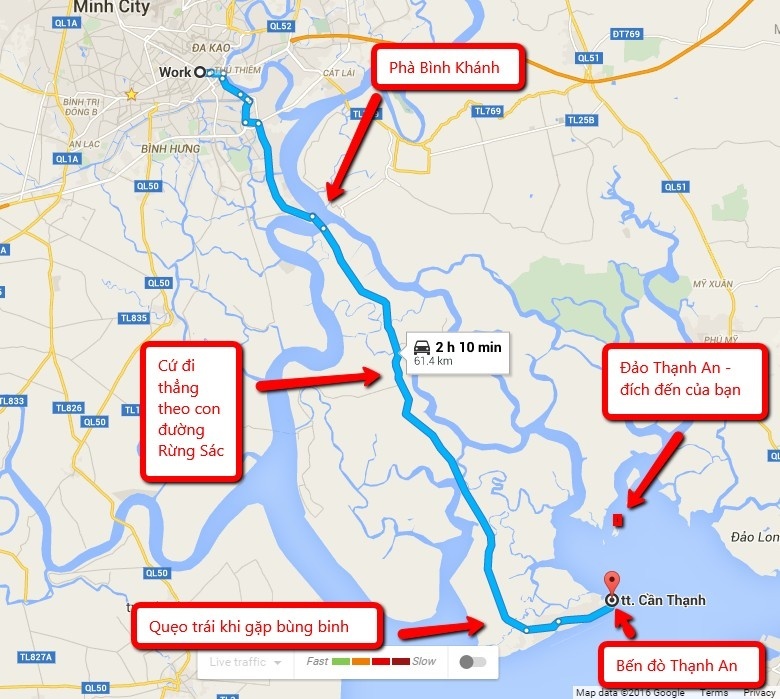 Minh City
QL1A
QL1A
QL52
ĐA KAO
ĐT769
QL51
Work
THỦ THIÊM
CÁT LÁI
Phà Bình Khánh
BÌNH TRỊ
ĐÔNG B
TL769
TL25B
AN LẠC
BÌNH HƯNG
QL1A
QL50
QL51
QL50
MỸ XUÂN
TL835
2 h 10 min
61.4 km
Cứ đi
thẳng
theo con
đường
Rừng Sác
Đảo Thạnh An -
đích đến của bạn
TL833
TL826
QL50
Đảo Lon
QL50
tt. Cần Thạnh
Quẹo trái khi gặp bùng binh
Bến đò Thạnh An
TL827A
Live traffic
Fast
Slow
QL50
Map data ©2016 Google
Terms
Privacy